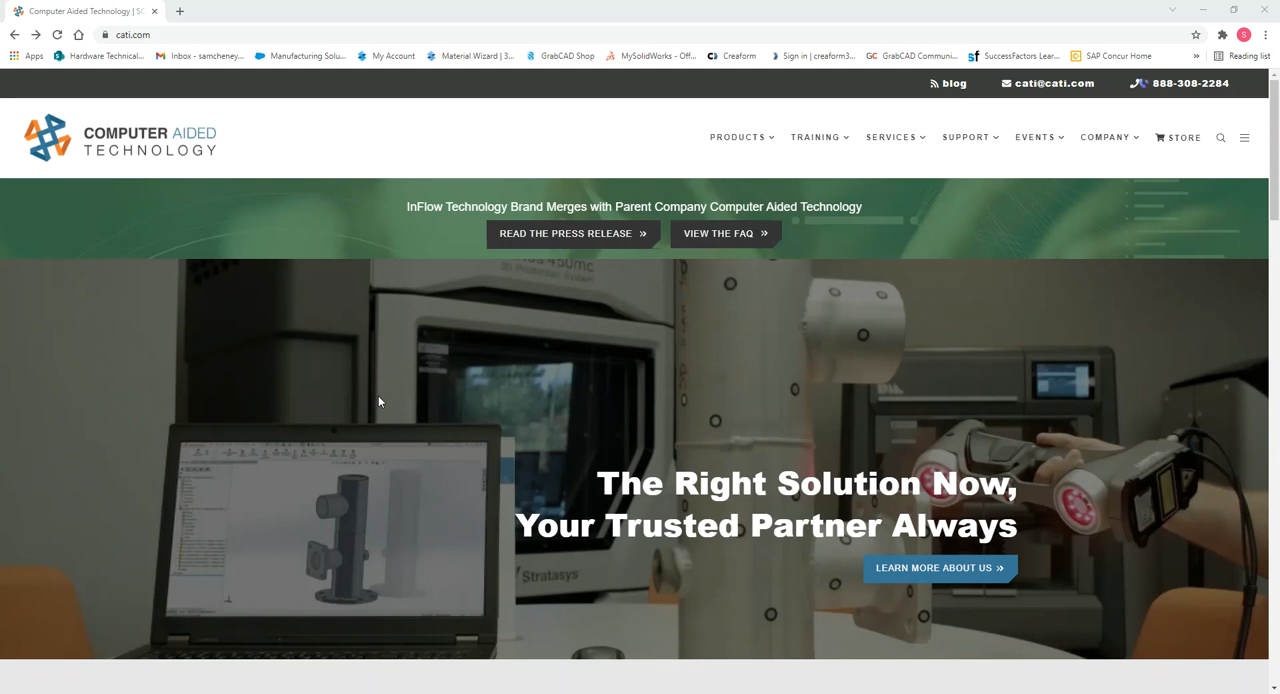 Computer Aided Technology | SC
cati.com
Apps
Hardware Technical...
Inbox - samcheney...
Manufacturing Solu...
My Account
Material Wizard | 3...
GrabCAD Shop
MySolidWorks - Off...
Creaform
Sign in | creaform3...
GrabCAD Communi...
SuccessFactors Lear...
SAP Concur Home
»
Reading list
blog
cati@cati.com
888-308-2284
COMPUTER AIDED
TECHNOLOGY
PRODUCTS
TRAINING
SERVICES
SUPPORT
EVENTS
COMPANY
STORE
InFlow Technology Brand Merges with Parent Company Computer Aided Technology
READ THE PRESS RELEASE »
VIEW THE FAQ »
The Right Solution Now,
Your Trusted Partner Always
LEARN MORE ABOUT US »
Stratasys